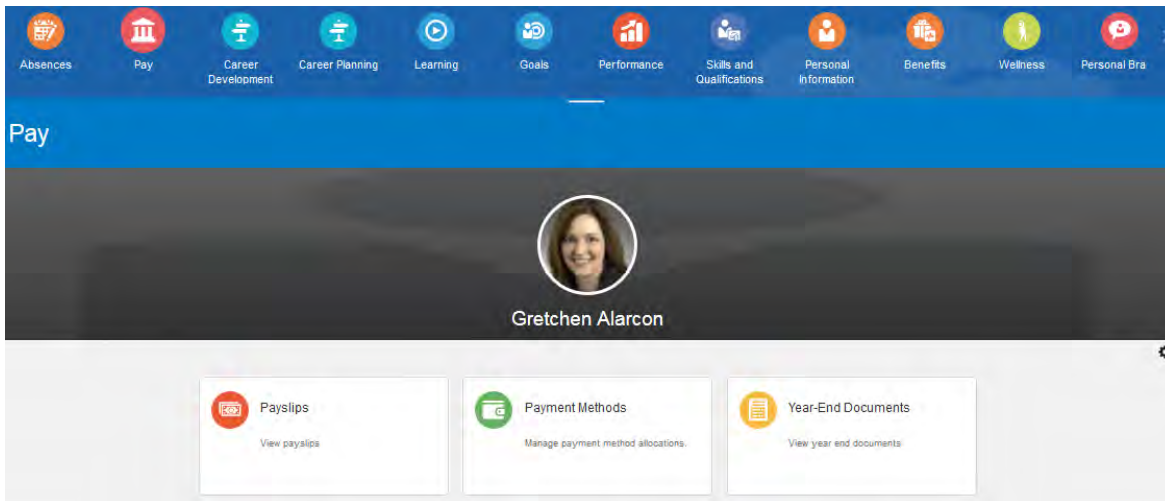 Absences
Pay
Career
Development
Career Planning
Learning
Goals
Performance
Skills and
Qualifications
Personal
Information
Benefits
Wellness
Personal Bra
Pay
Gretchen Alarcon
Payslips
View payslips
Payment Methods
Manage payment method allocations.
Year-End Documents
View year end documents